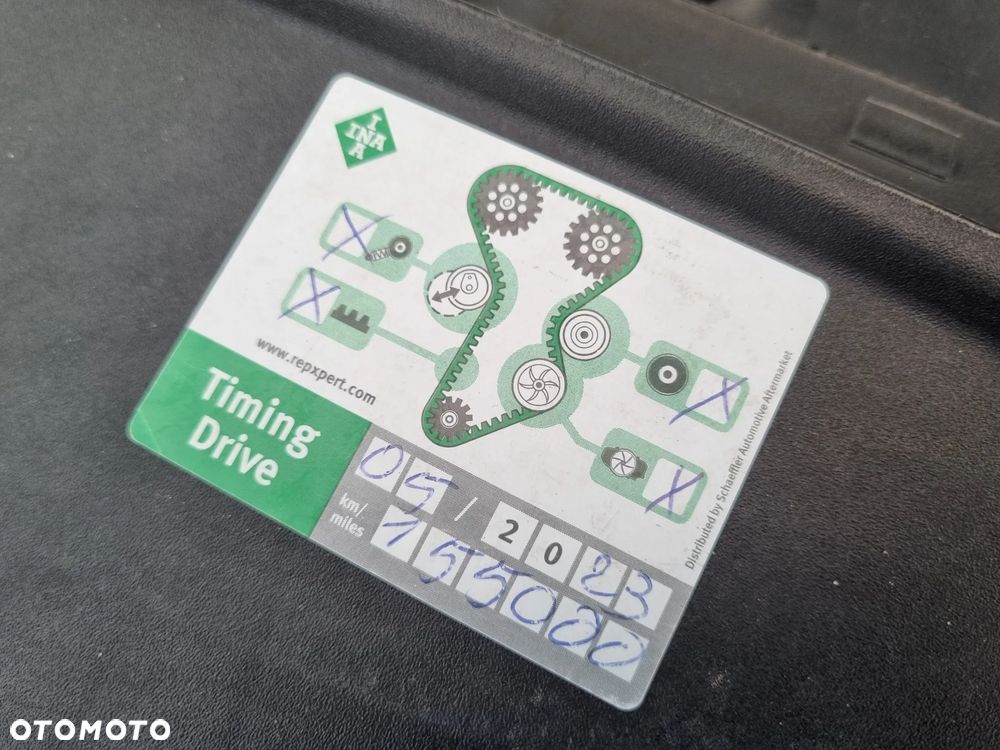 I
INA
A
www.repxpert.com
Timing
Drive
05 / 2023
km/
miles
155000
Distributed by Schaeffler Automotive Aftermarket
OTOMOTO